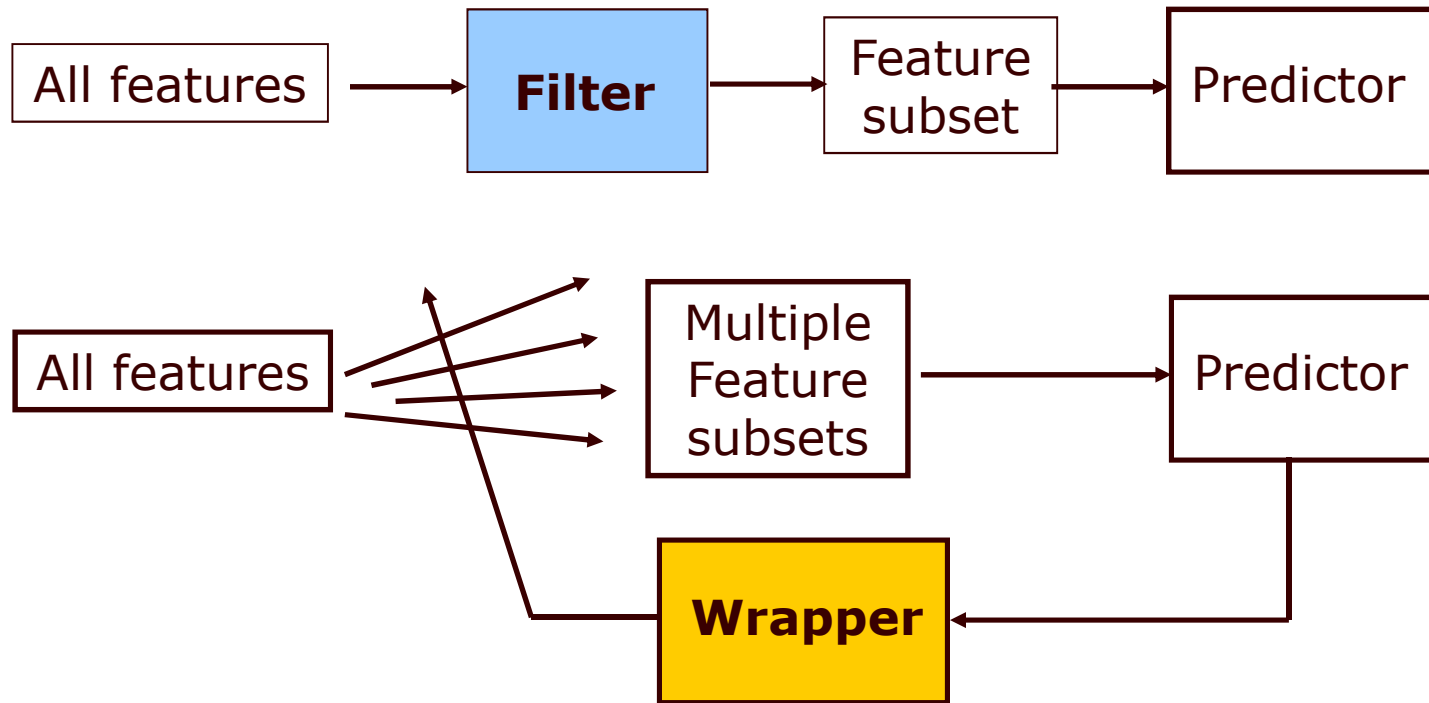 All features
Filter
Feature
subset
Predictor
All features
Multiple
Feature
subsets
Predictor
Wrapper